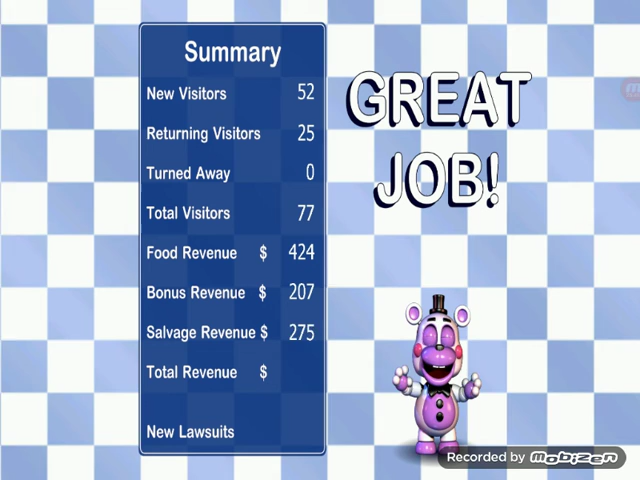 Summary
New Visitors 52
Returning Visitors 25
Turned Away 0
Total Visitors 77
Food Revenue $ 424
Bonus Revenue $ 207
Salvage Revenue $ 275
Total Revenue $
New Lawsuits
GREAT
JOB!
Recorded by Mobizen